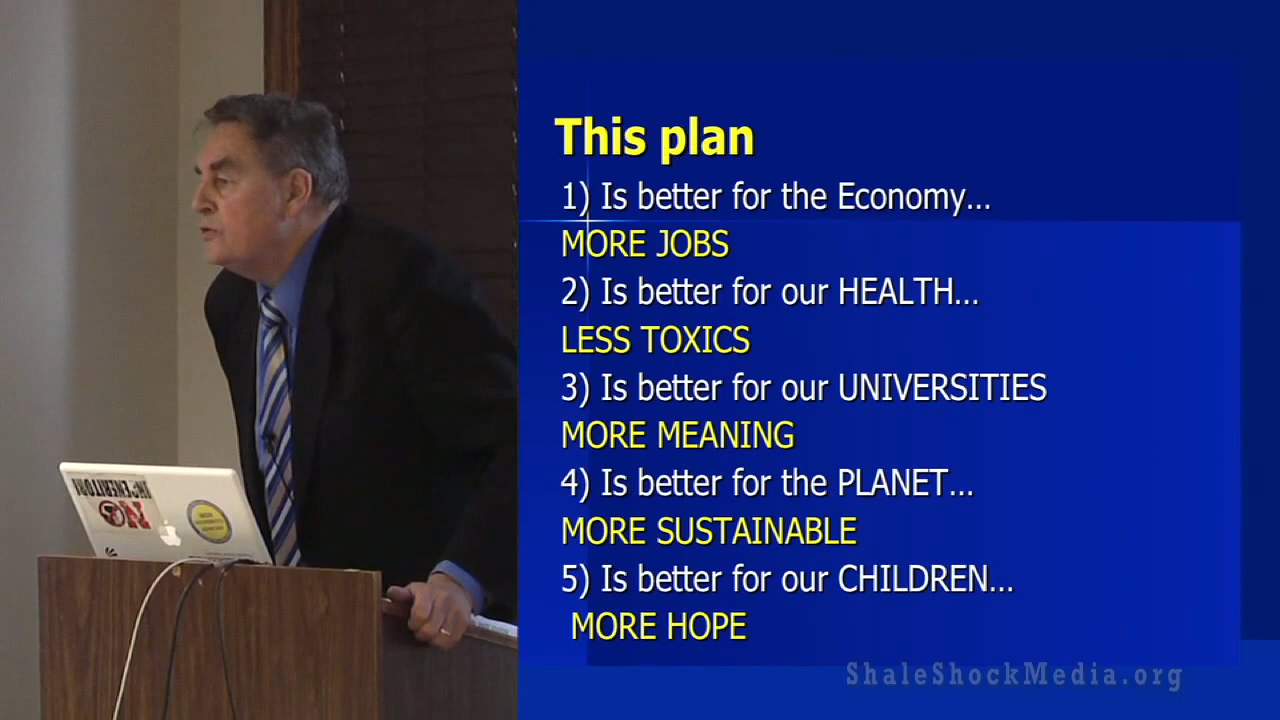 This plan
1) Is better for the Economy...
MORE JOBS
2) Is better for our HEALTH...
LESS TOXICS
3) Is better for our UNIVERSITIES
MORE MEANING
4) Is better for the PLANET...
MORE SUSTAINABLE
5) Is better for our CHILDREN...
MORE HOPE
ShaleShockMedia.org
INCENERITORI
NO